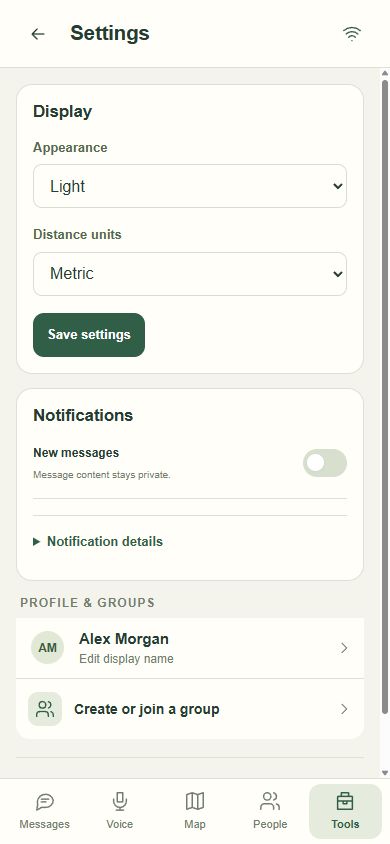 Settings
Display
Appearance
Light
Distance units
Metric
Save settings
Notifications
New messages
Message content stays private.
Notification details
PROFILE & GROUPS
AM
Alex Morgan
Edit display name
Create or join a group
Messages
Voice
Map
People
Tools